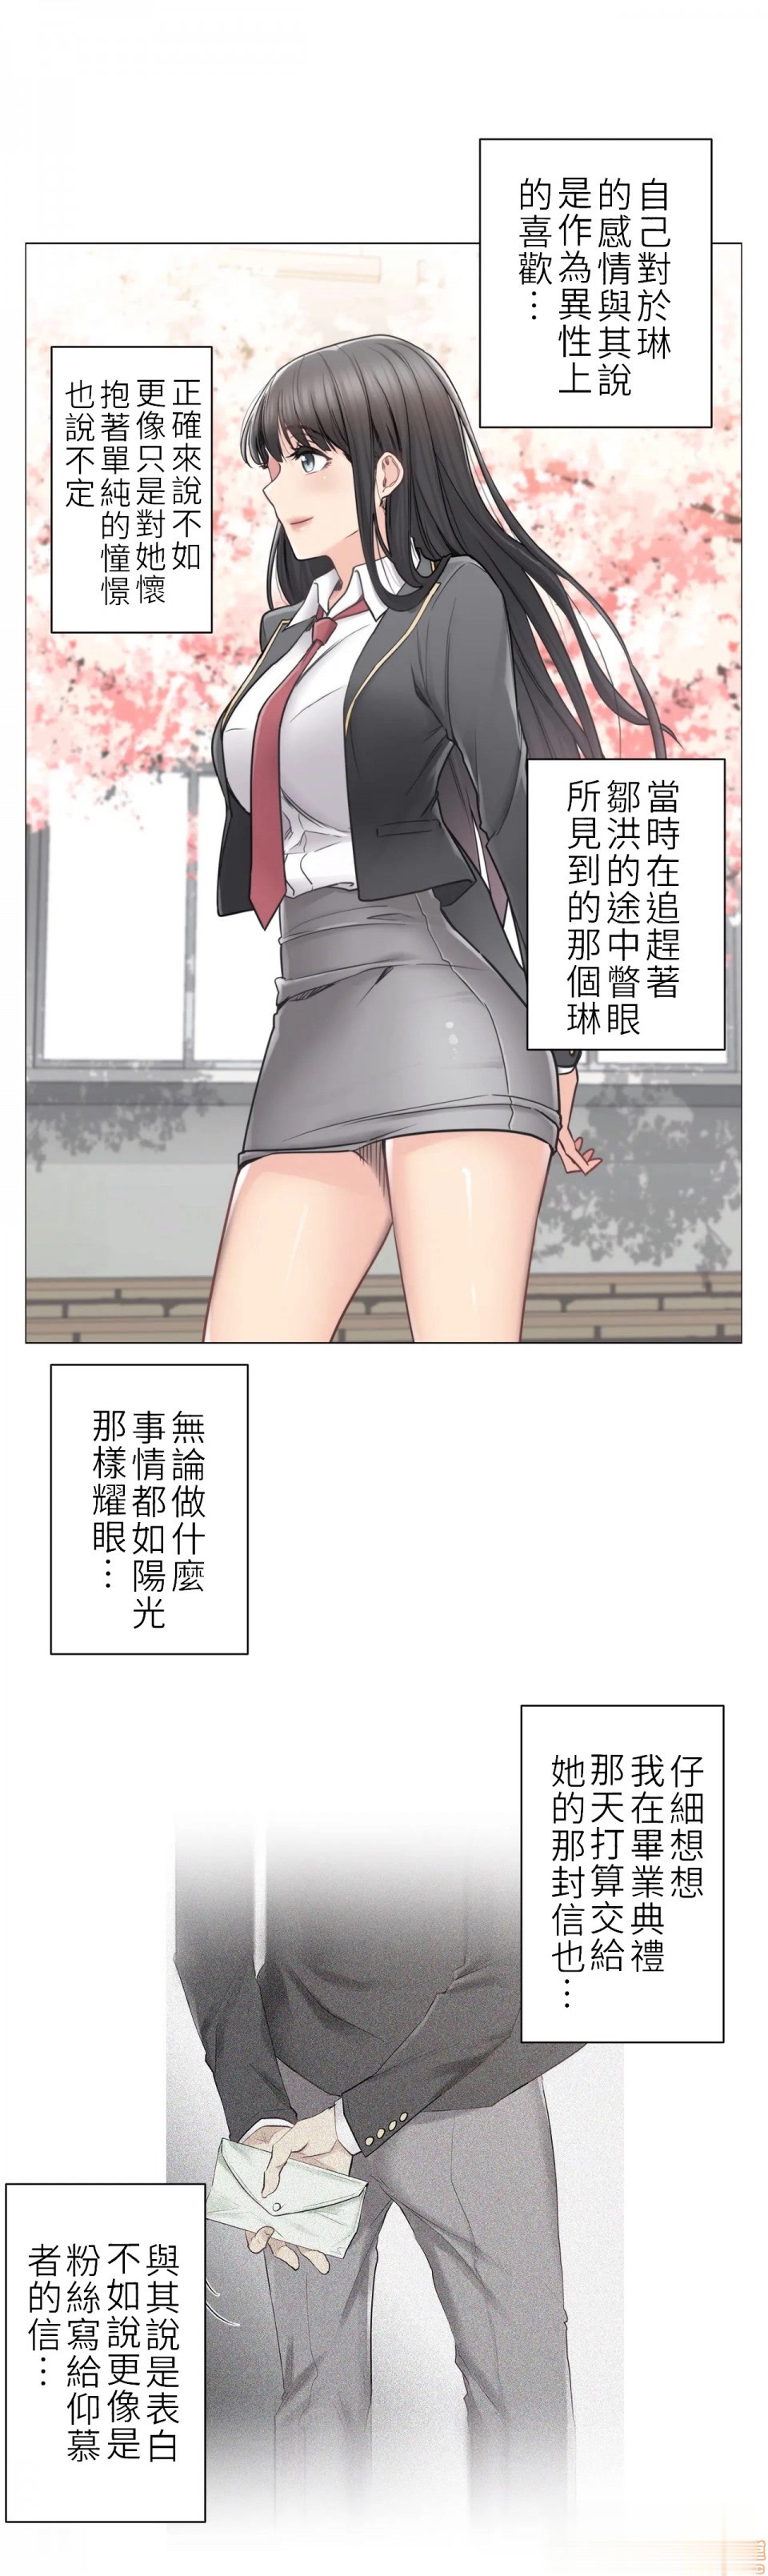 自己對於琳
的感情與其說
是作為異性上
的喜歡…
正確來說不如
更像只是對她懷
抱著單純的憧憬
也說不定
當時在追趕著
鄒洪的途中瞥眼
所見到的那個琳
無論做什麼
事情都如陽光
那樣耀眼…
仔細想想
我在畢業典禮
那天打算交給
她的那封信也…
與其說是表白
不如說更像是
粉絲寫給仰慕
者的信…